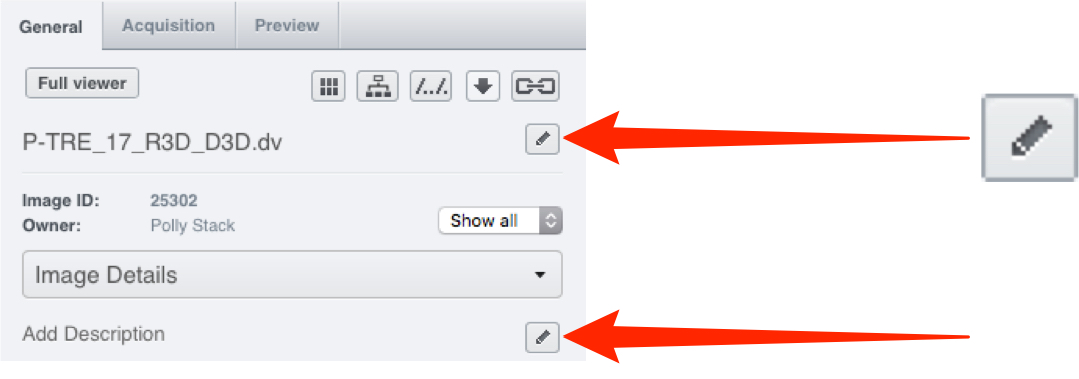 General Acquisition Preview
Full viewer
/../.
P-TRE_17_R3D_D3D.dv
Image ID: 25302
Owner: Polly Stack
Show all
Image Details
Add Description